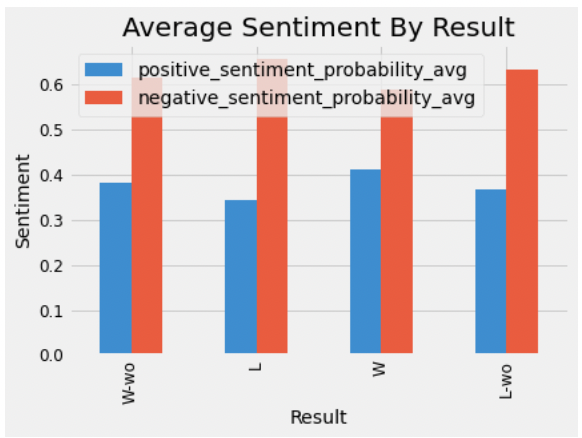 Average Sentiment By Result
positive_sentiment_probability_avg
negative_sentiment_probability_avg
Sentiment
0.6
0.5
0.4
0.3
0.2
0.1
0.0
W-wo
L
W
L-wo
Result